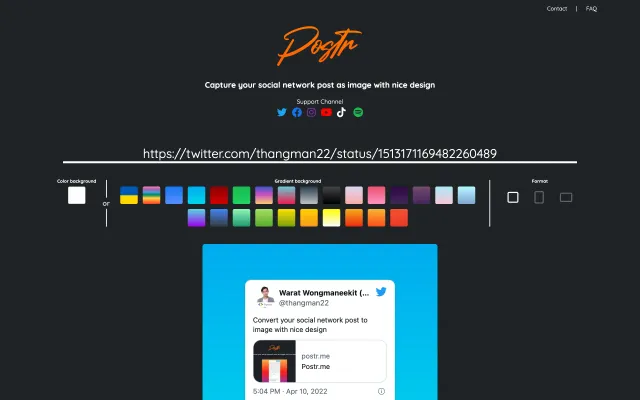 Contact | FAQ
Postr
Capture your social network post as image with nice design
Support Channel
https://twitter.com/thangman22/status/1513171169482260489
Color background
or
Gradient background
Format
Warat Wongmaneekit (...
@thangman22
Convert your social network post to
image with nice design
postr.me
Postr.me
5:04 PM · Apr 10, 2022